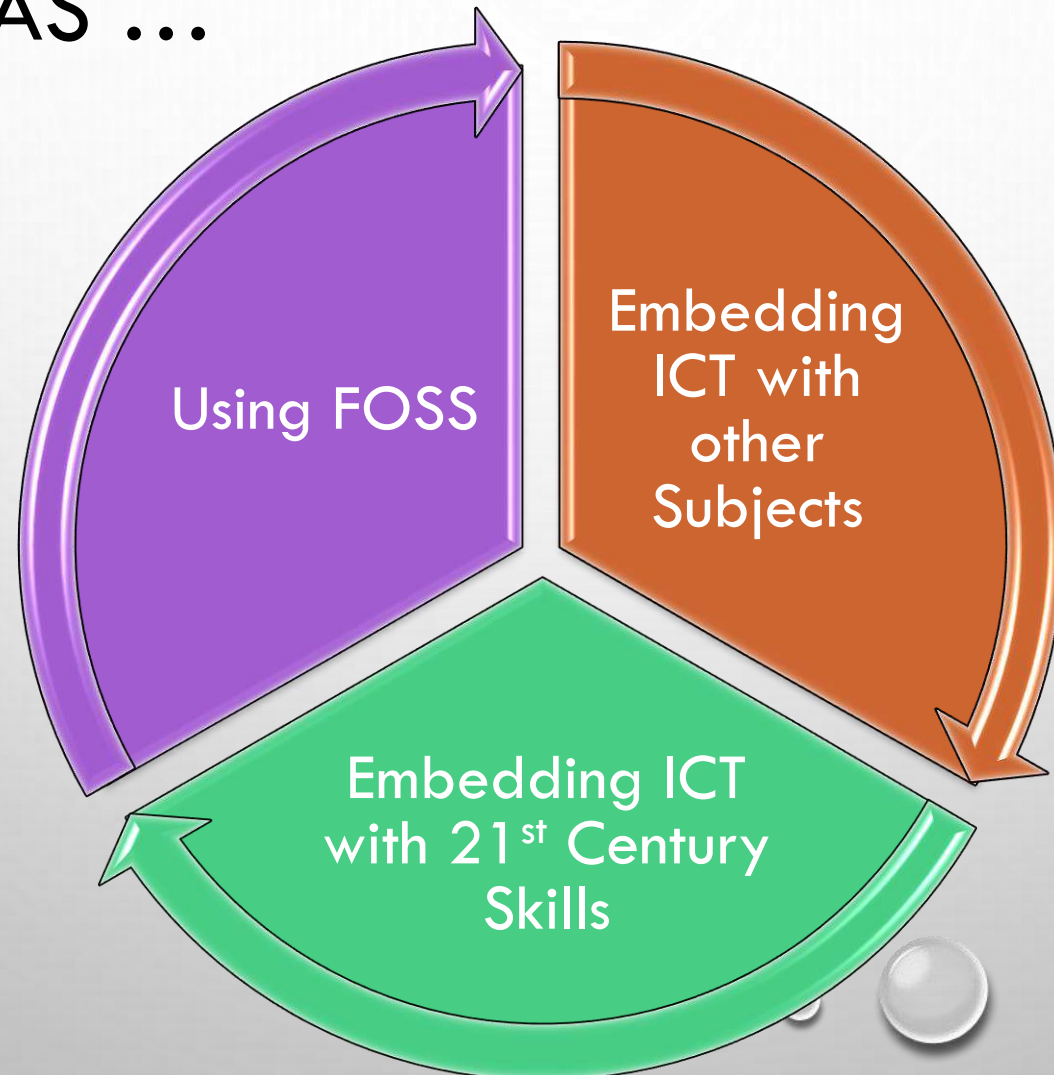 AS ...
Using FOSS
Embedding
ICT with
other
Subjects
Embedding ICT
with 21st Century
Skills